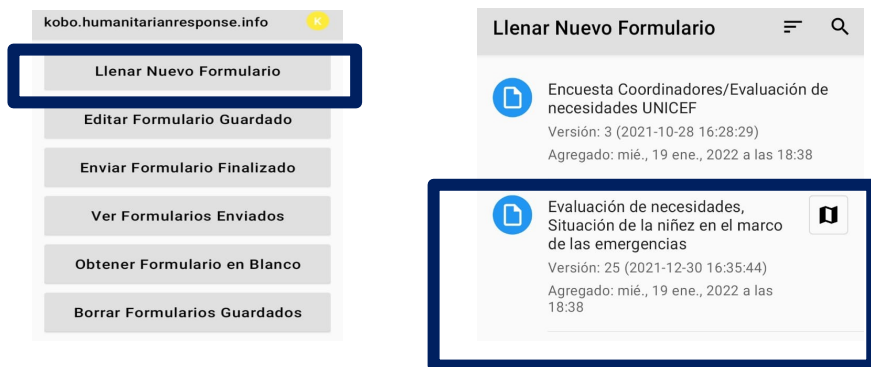 kobo.humanitarianresponse.info
K
Llenar Nuevo Formulario
Editar Formulario Guardado
Enviar Formulario Finalizado
Ver Formularios Enviados
Obtener Formulario en Blanco
Borrar Formularios Guardados
Llenar Nuevo Formulario
Encuesta Coordinadores/Evaluación de
necesidades UNICEF
Versión: 3 (2021-10-28 16:28:29)
Agregado: mié., 19 ene., 2022 a las 18:38
Evaluación de necesidades,
Situación de la niñez en el marco
de las emergencias
Versión: 25 (2021-12-30 16:35:44)
Agregado: mié., 19 ene., 2022 a las
18:38